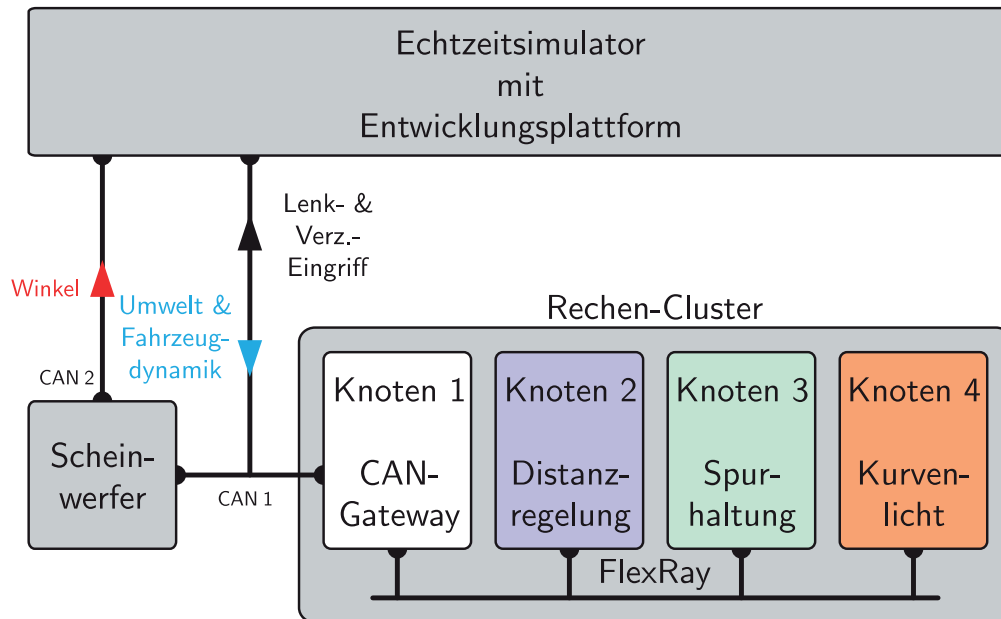 Echtzeitsimulator
mit
Entwicklungsplattform
Lenk- &
Verz.-
Eingriff
Winkel
Umwelt &
Fahrzeug-
dynamik
CAN 2
Schein-
werfer
CAN 1
Rechen-Cluster
Knoten 1
CAN-
Gateway
Knoten 2
Distanz-
regelung
Knoten 3
Spur-
haltung
Knoten 4
Kurven-
licht
FlexRay